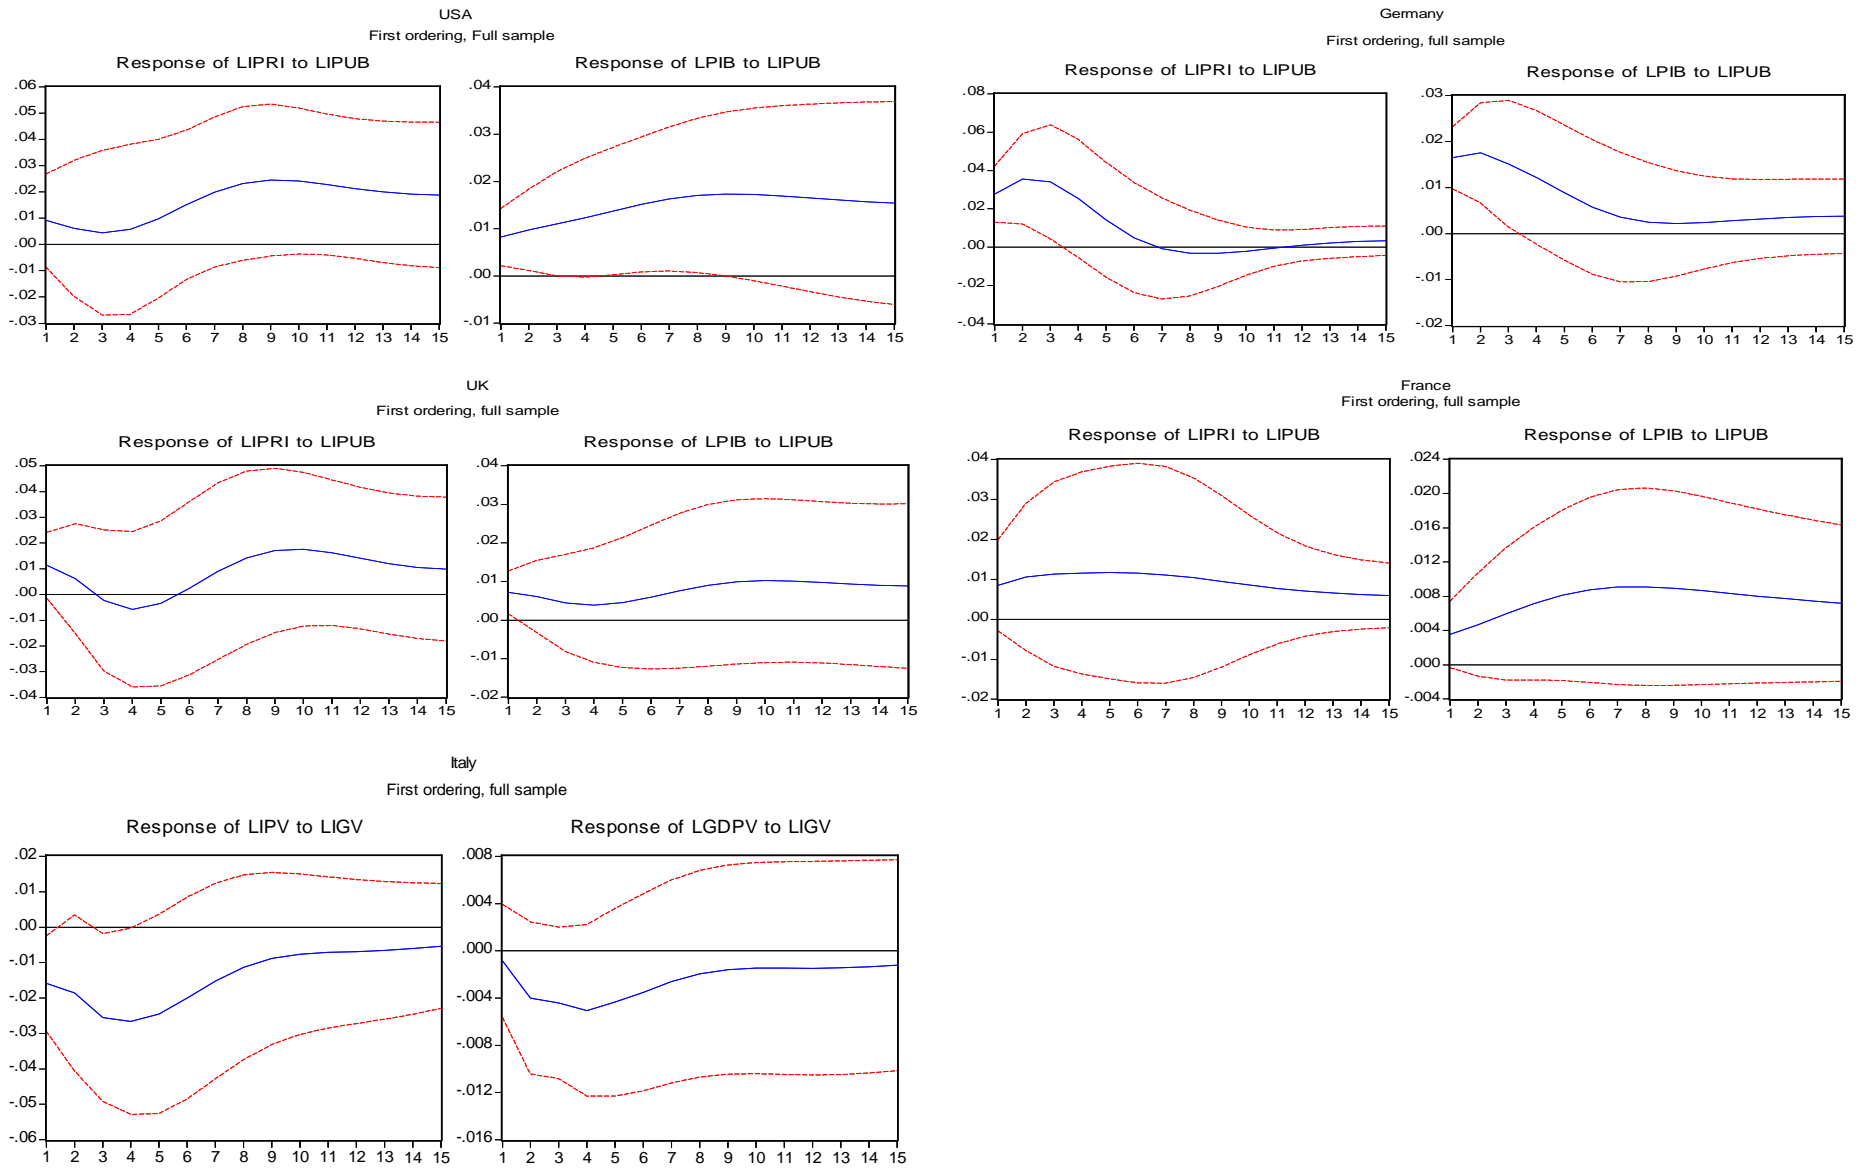 USA
First ordering, Full sample
Response of LIPRI to LIPUB
.06
.05
.04
.03
.02
.01
.00
-.01
-.02
-.03
1 2 3 4 5 6 7 8 9 10 11 12 13 14 15
Response of LPIB to LIPUB
.04
.03
.02
.01
.00
-.01
1 2 3 4 5 6 7 8 9 10 11 12 13 14 15
Germany
First ordering, full sample
Response of LIPRI to LIPUB
.08
.06
.04
.02
.00
-.02
-.04
1 2 3 4 5 6 7 8 9 10 11 12 13 14 15
Response of LPIB to LIPUB
.03
.02
.01
.00
-.01
-.02
1 2 3 4 5 6 7 8 9 10 11 12 13 14 15
UK
First ordering, full sample
Response of LIPRI to LIPUB
.05
.04
.03
.02
.01
.00
-.01
-.02
-.03
-.04
1 2 3 4 5 6 7 8 9 10 11 12 13 14 15
Response of LPIB to LIPUB
.04
.03
.02
.01
.00
-.01
-.02
1 2 3 4 5 6 7 8 9 10 11 12 13 14 15
France
First ordering, full sample
Response of LIPRI to LIPUB
.04
.03
.02
.01
.00
-.01
-.02
1 2 3 4 5 6 7 8 9 10 11 12 13 14 15
Response of LPIB to LIPUB
.024
.020
.016
.012
.008
.004
.000
-.004
1 2 3 4 5 6 7 8 9 10 11 12 13 14 15
Italy
First ordering, full sample
Response of LIPV to LIGV
.02
.01
.00
-.01
-.02
-.03
-.04
-.05
-.06
1 2 3 4 5 6 7 8 9 10 11 12 13 14 15
Response of LGDPV to LIGV
.008
.004
.000
-.004
-.008
-.012
-.016
1 2 3 4 5 6 7 8 9 10 11 12 13 14 15